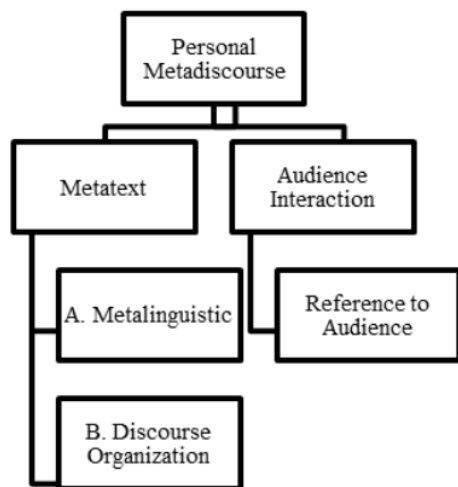 Personal
Metadiscourse
Metatext
Audience
Interaction
A. Metalinguistic
Reference to
Audience
B. Discourse
Organization